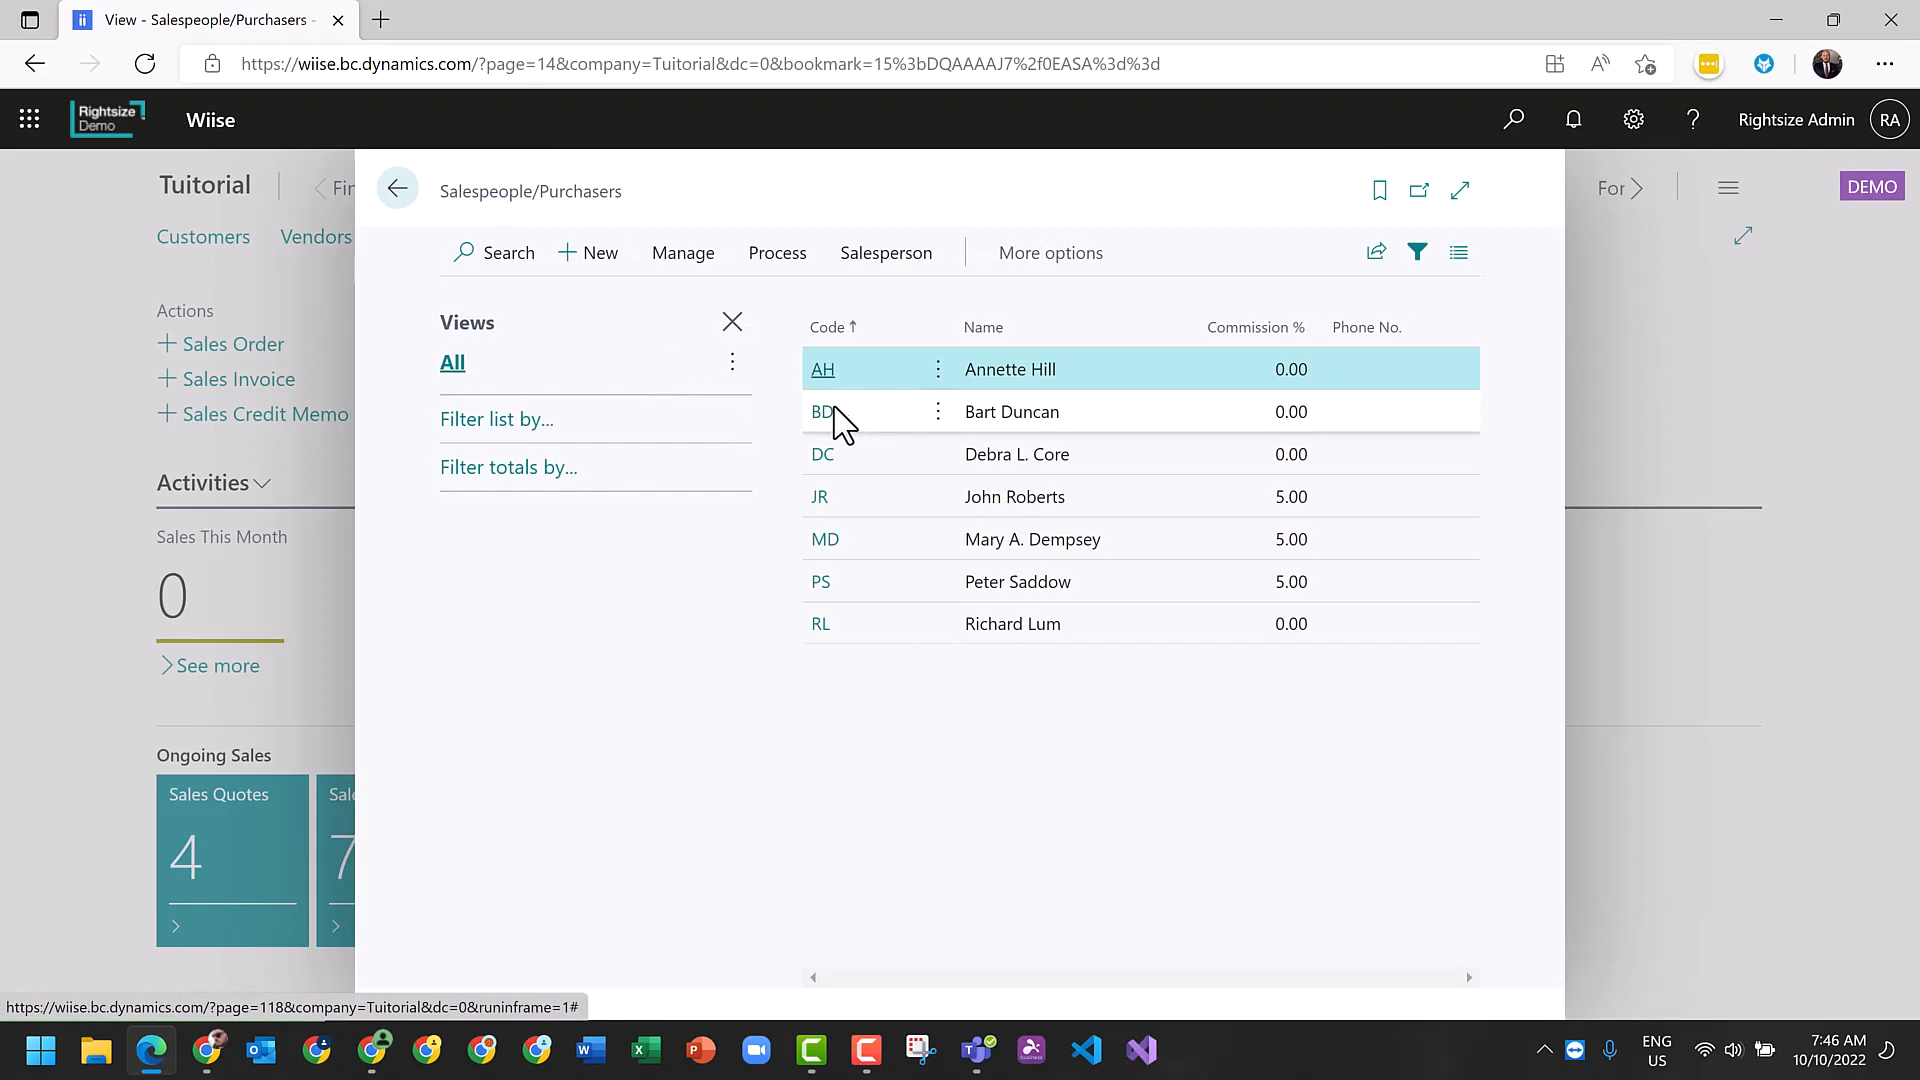 View - Salespeople/Purchasers -
https://wiise.bc.dynamics.com/?page=14&company=Tuitorial&dc=0&bookmark=15%3bDQAAAAJ7%2f0EASA%3d%3d
Rightsize
Demo
Wiise
Rightsize Admin
RA
Tuitorial
Fin
Salespeople/Purchasers
For
DEMO
Customers
Vendors
Search
New
Manage
Process
Salesperson
More options
Actions
Sales Order
Sales Invoice
Sales Credit Memo
Views
All
Filter list by...
Filter totals by...
Code ↑ Name Commission % Phone No.
AH Annette Hill 0.00
BD Bart Duncan 0.00
DC Debra L. Core 0.00
JR John Roberts 5.00
MD Mary A. Dempsey 5.00
PS Peter Saddow 5.00
RL Richard Lum 0.00
Activities
Sales This Month
0
See more
Ongoing Sales
Sales Quotes
4
Sale
7
https://wiise.bc.dynamics.com/?page=118&company=Tuitorial&dc=0&runinframe=1#
ENG
US
7:46 AM
10/10/2022